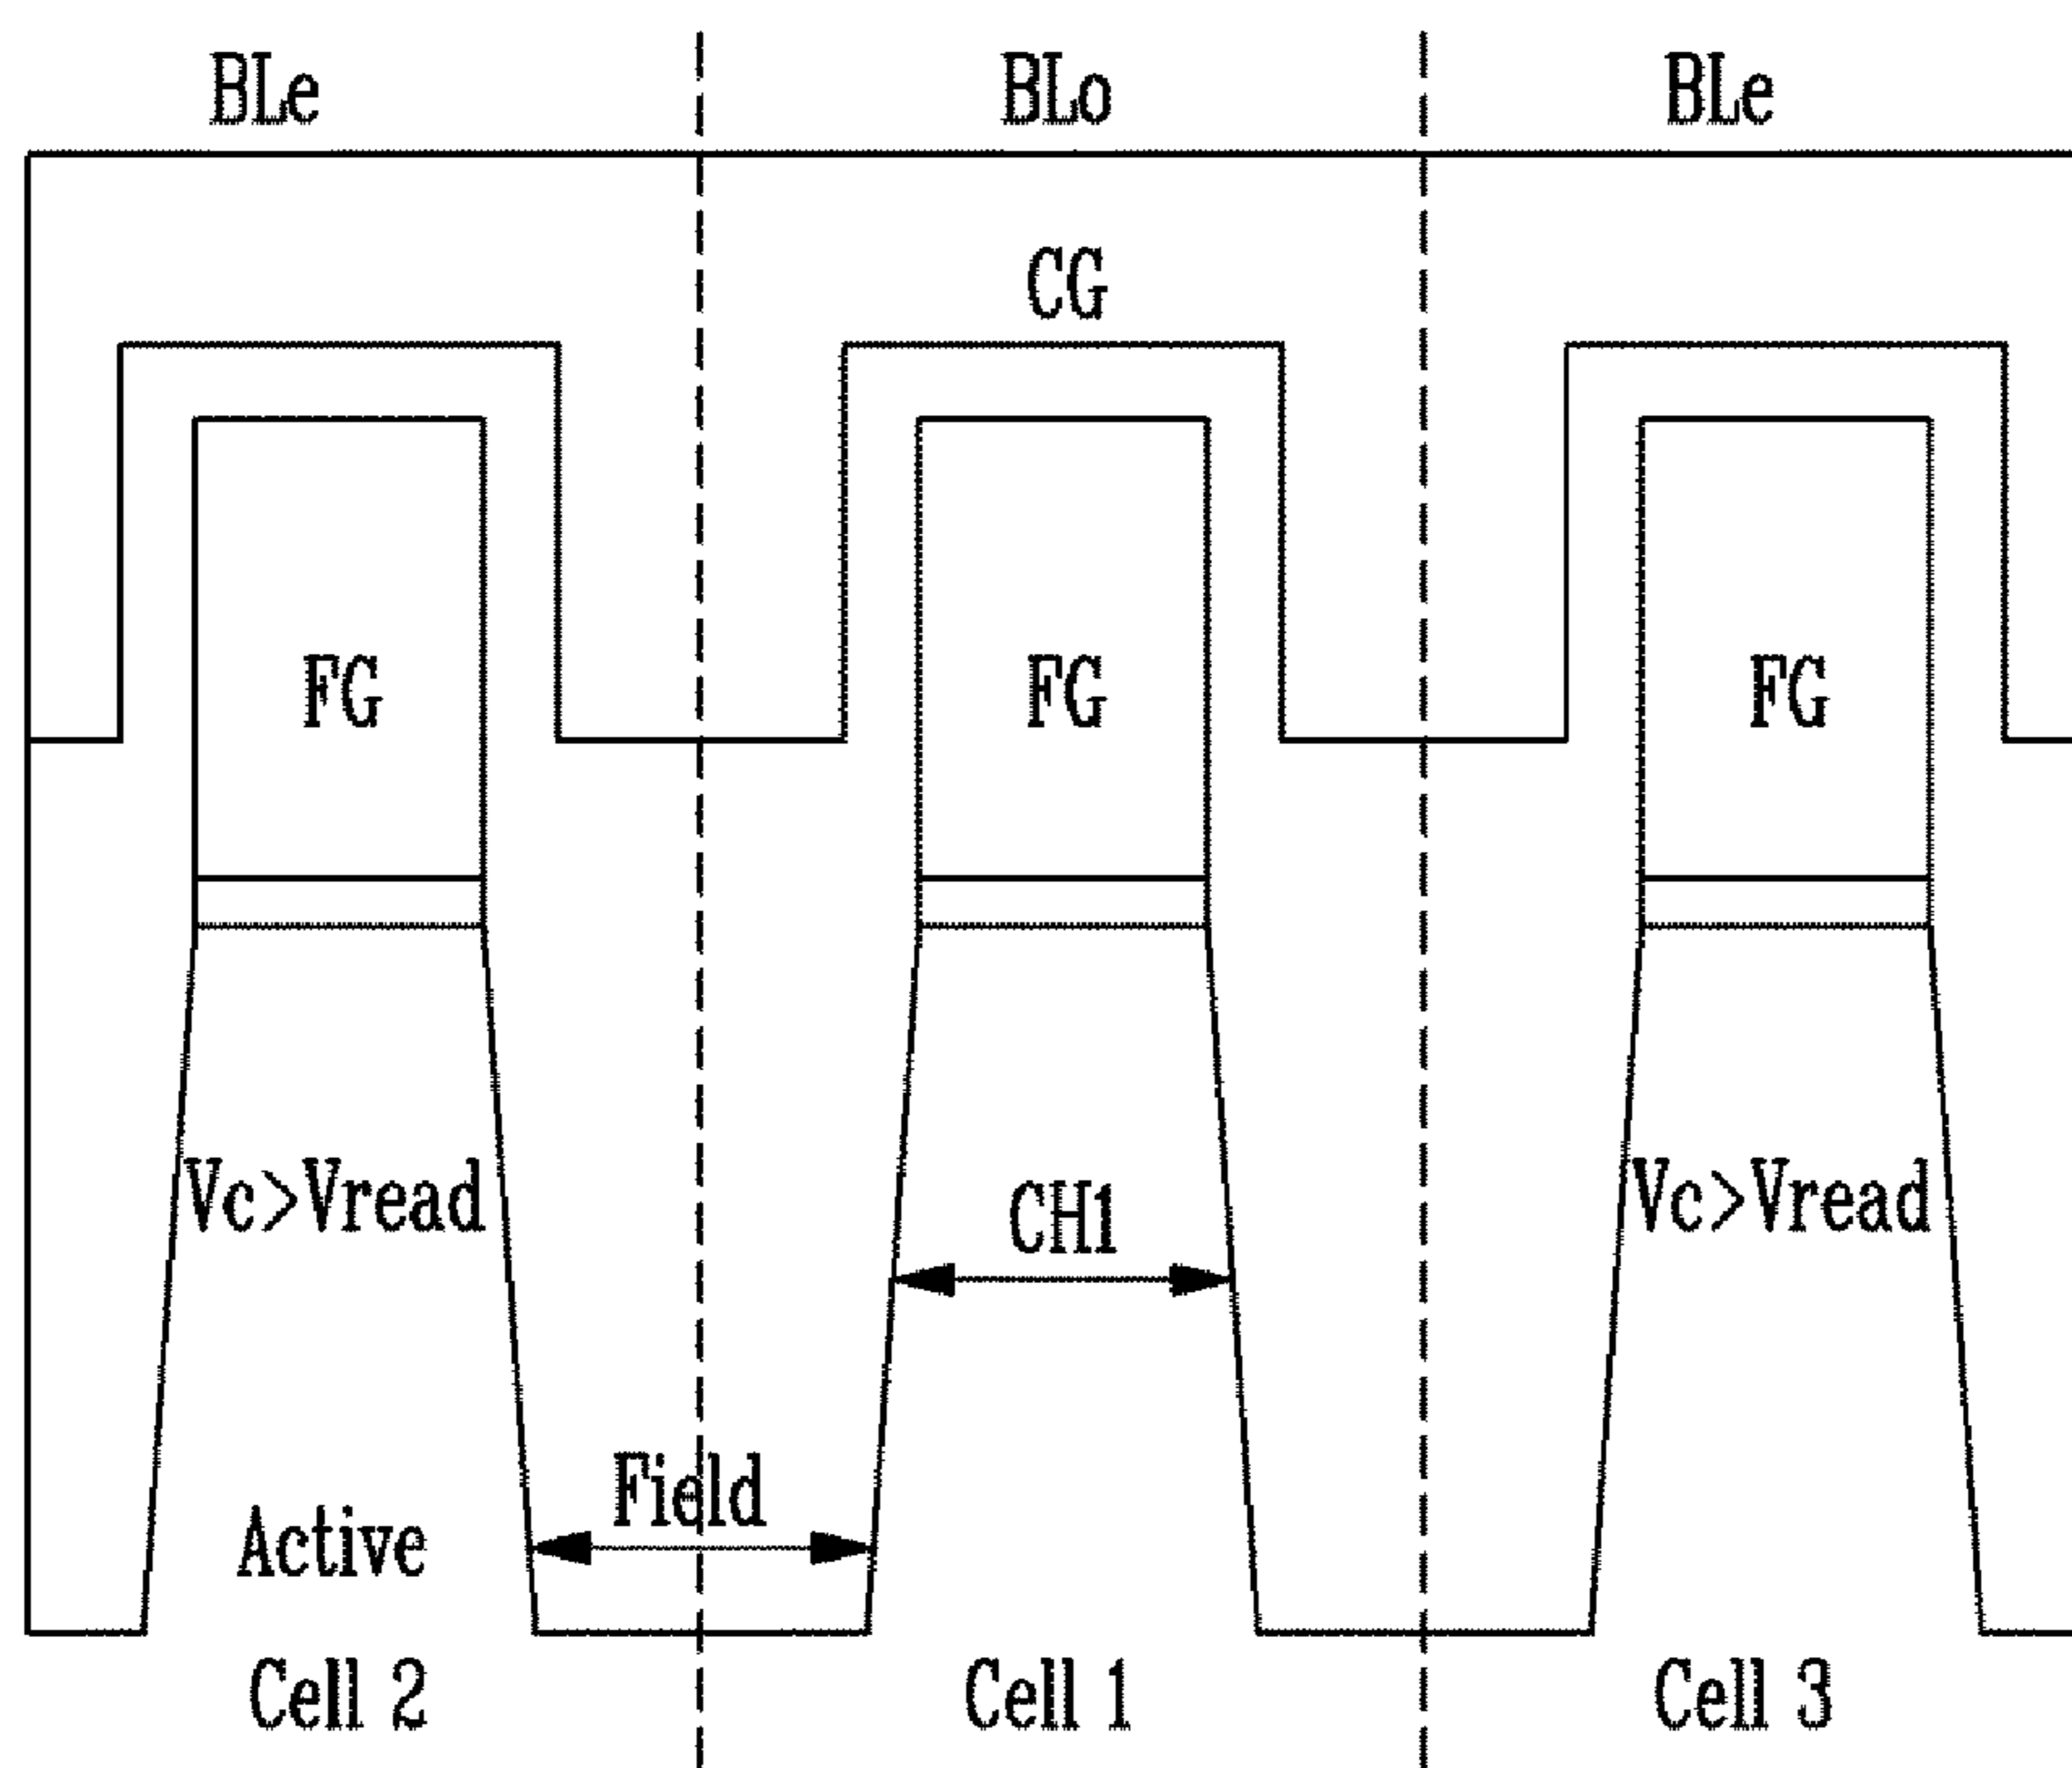 BLe BLo BLe
CG
FG FG FG
Vc>Vread CH1 Vc>Vread
Field
Active
Cell 2 Cell 1 Cell 3